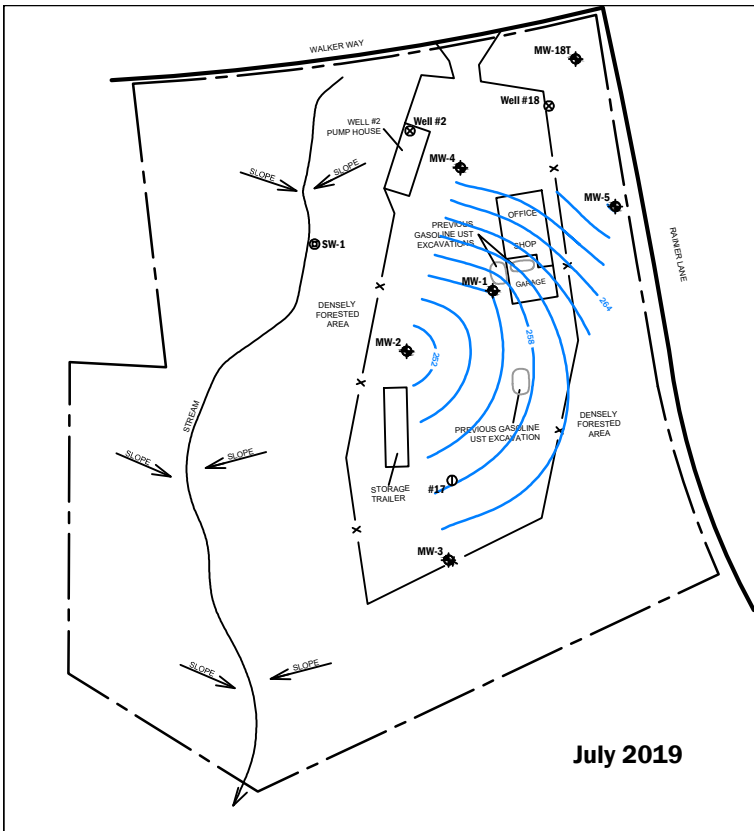 WALKER WAY
MW-18T
Well #18
WELL #2
PUMP HOUSE
Well #2
MW-4
SLOPE
SLOPE
MW-5
OFFICE
PREVIOUS
GASOLINE UST
EXCAVATIONS
SHOP
RAINIER LANE
SW-1
X
X
GARAGE
MW-1
X
264
DENSELY
FORESTED
AREA
258
MW-2
252
X
STREAM
PREVIOUS GASOLINE
UST EXCAVATION
X
DENSELY
FORESTED
AREA
SLOPE
SLOPE
STORAGE
TRAILER
#17
X
MW-3
SLOPE
SLOPE
July 2019